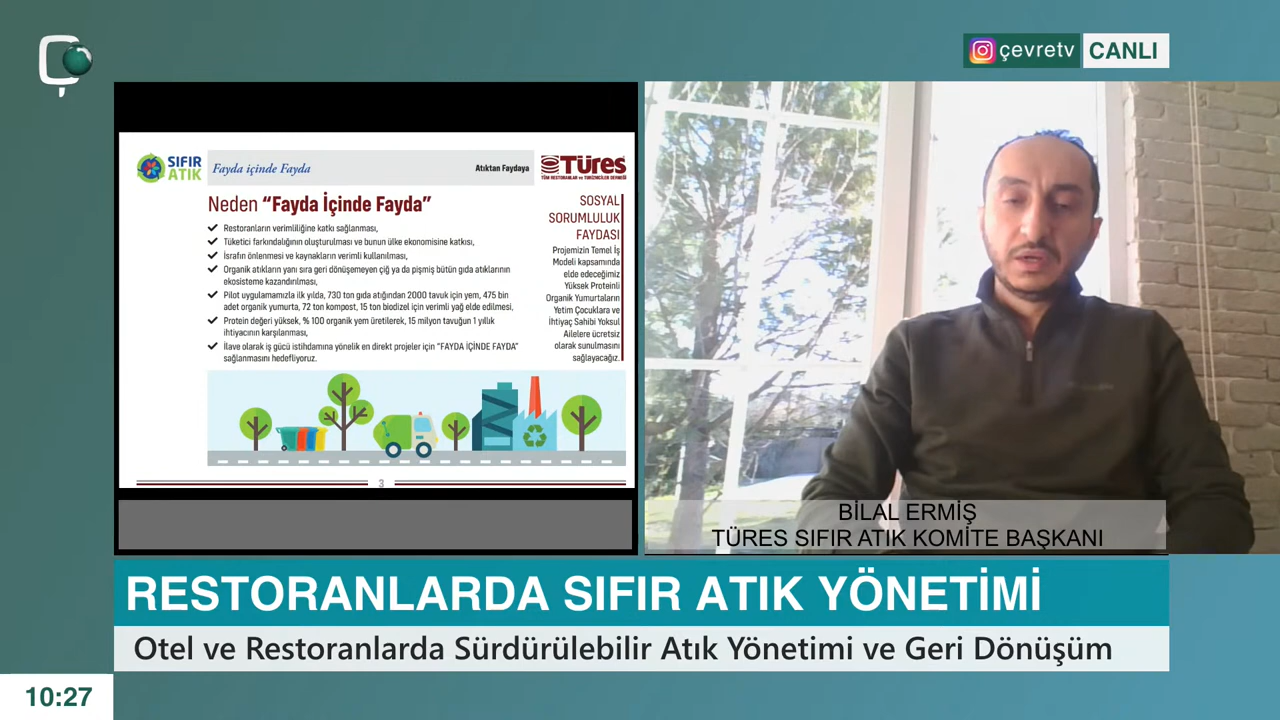 Ç
çevretv
CANLI
SIFIR
ATIK
Fayda içinde Fayda
Atıktan Faydaya
Türes
TÜM RESTORANLAR ve TURİZMCİLER DERNEĞİ
Neden “Fayda İçinde Fayda”
Restoranların verimliliğine katkı sağlanması,
Tüketici farkındalığının oluşturulması ve bunun ülke ekonomisine katkısı,
İsrafın önlenmesi ve kaynakların verimli kullanılması,
Organik atıkların yanı sıra geri dönüşemeyen çiğ ya da pişmiş bütün gıda atıklarının
ekosisteme kazandırılması,
Pilot uygulamamızla ilk yılda, 730 ton gıda atığından 2000 tavuk için yem, 475 bin
adet organik yumurta, 72 ton kompost, 15 ton biodizel için verimli yağ elde edilmesi,
Protein değeri yüksek, % 100 organik yem üretilerek, 15 milyon tavuğun 1 yıllık
ihtiyacının karşılanması,
İlave olarak iş gücü istihdamına yönelik en direkt projeler için “FAYDA İÇİNDE FAYDA”
sağlanmasını hedefliyoruz.
SOSYAL
SORUMLULUK
FAYDASI
Projemizin Temel İş
Modeli kapsamında
elde edeceğimiz
Yüksek Proteinli
Organik Yumurtaların
Yetim Çocuklara ve
İhtiyaç Sahibi Yoksul
Ailelere ücretsiz
olarak sunulmasını
sağlayacağız.
3
BİLAL ERMİŞ
TÜRES SIFIR ATIK KOMİTE BAŞKANI
RESTORANLARDA SIFIR ATIK YÖNETİMİ
Otel ve Restoranlarda Sürdürülebilir Atık Yönetimi ve Geri Dönüşüm
10:27